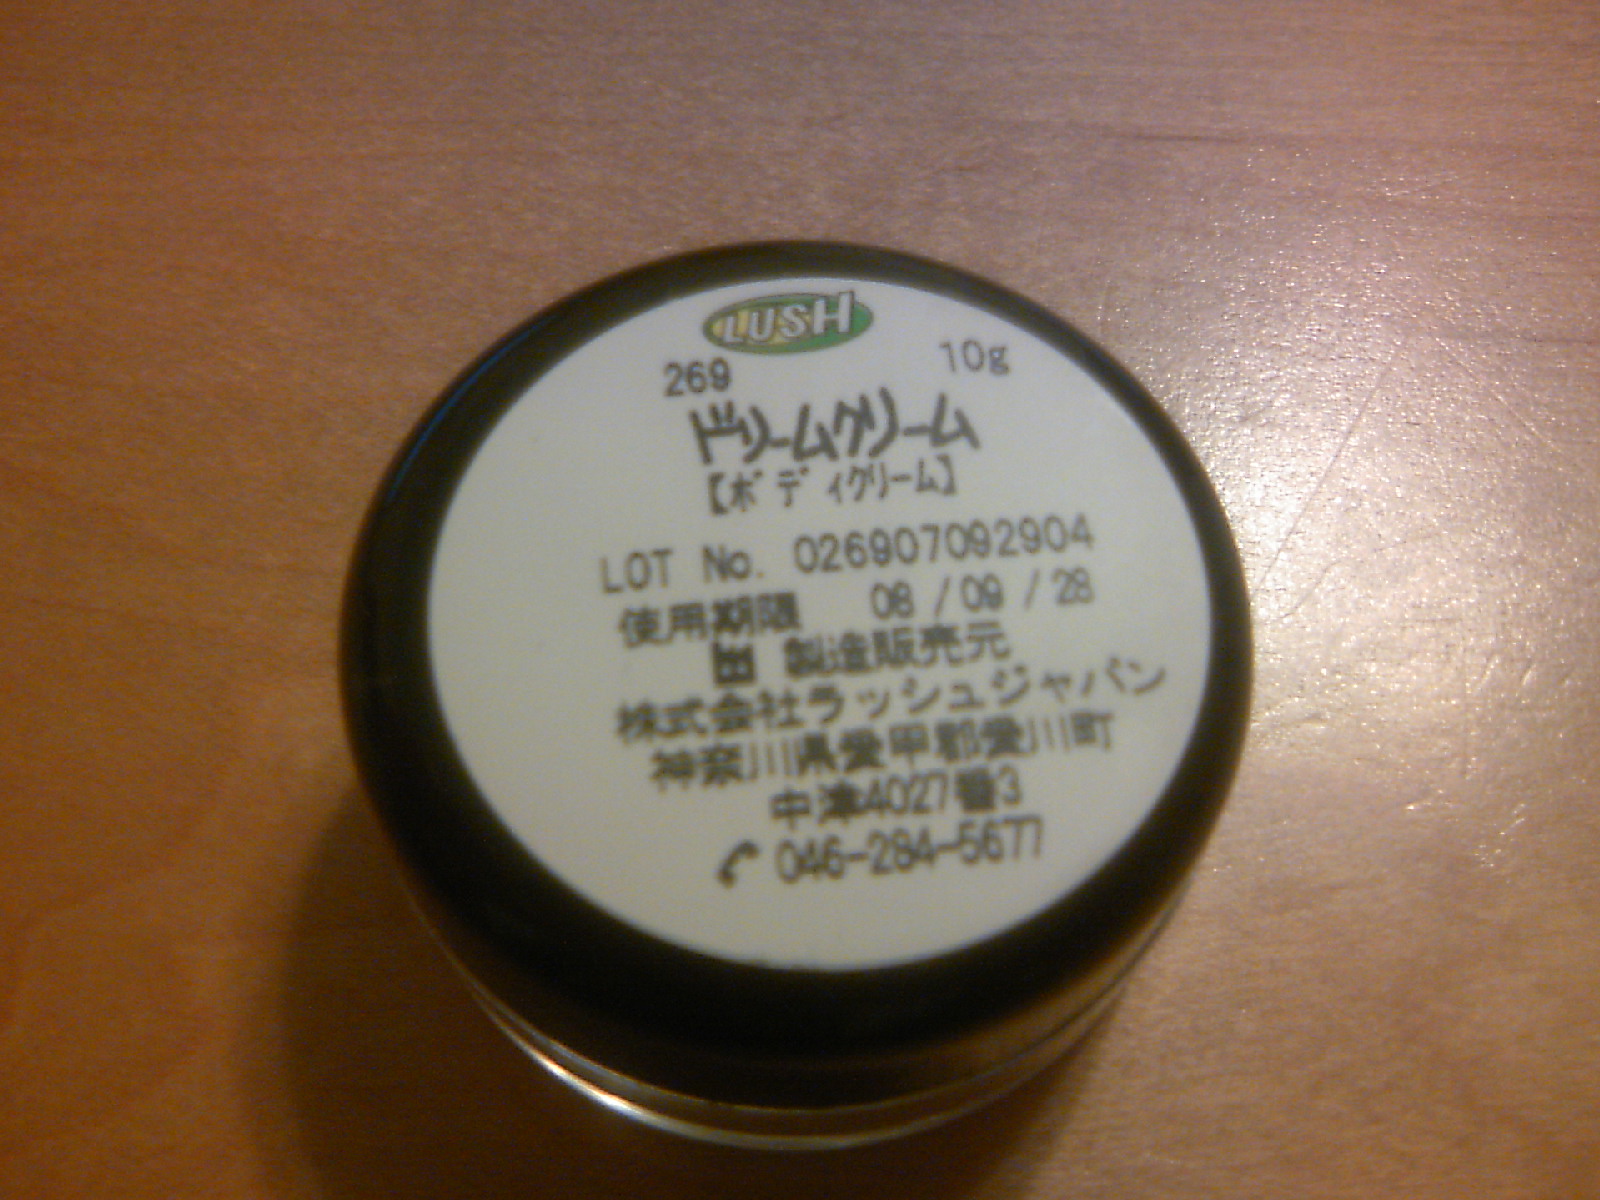 LUSH
269 10g
ドリームクリーム
【ボディクリーム】
LOT No. 026907092904
使用期限 08/09/28
製造販売元
株式会社ラッシュジャパン
神奈川県愛甲郡愛川町
中津4027番3
046-284-5677